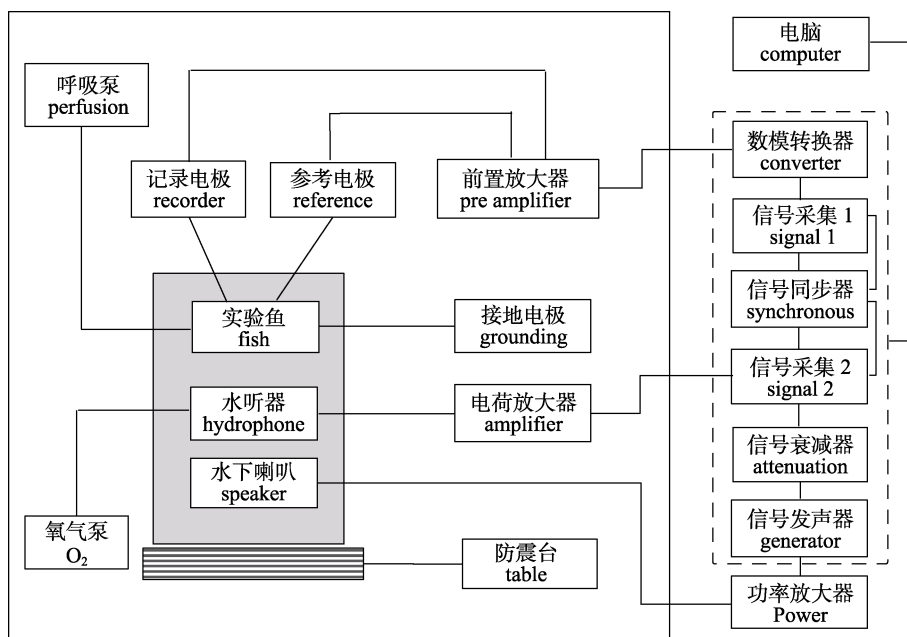 电脑
computer
呼吸泵
perfusion
记录电极
recorder
参考电极
reference
前置放大器
pre amplifier
数模转换器
converter
信号采集 1
signal 1
信号同步器
synchronous
实验鱼
fish
接地电极
grounding
信号采集 2
signal 2
水听器
hydrophone
电荷放大器
amplifier
信号衰减器
attenuation
水下喇叭
speaker
氧气泵
O₂
信号发声器
generator
防震台
table
功率放大器
Power